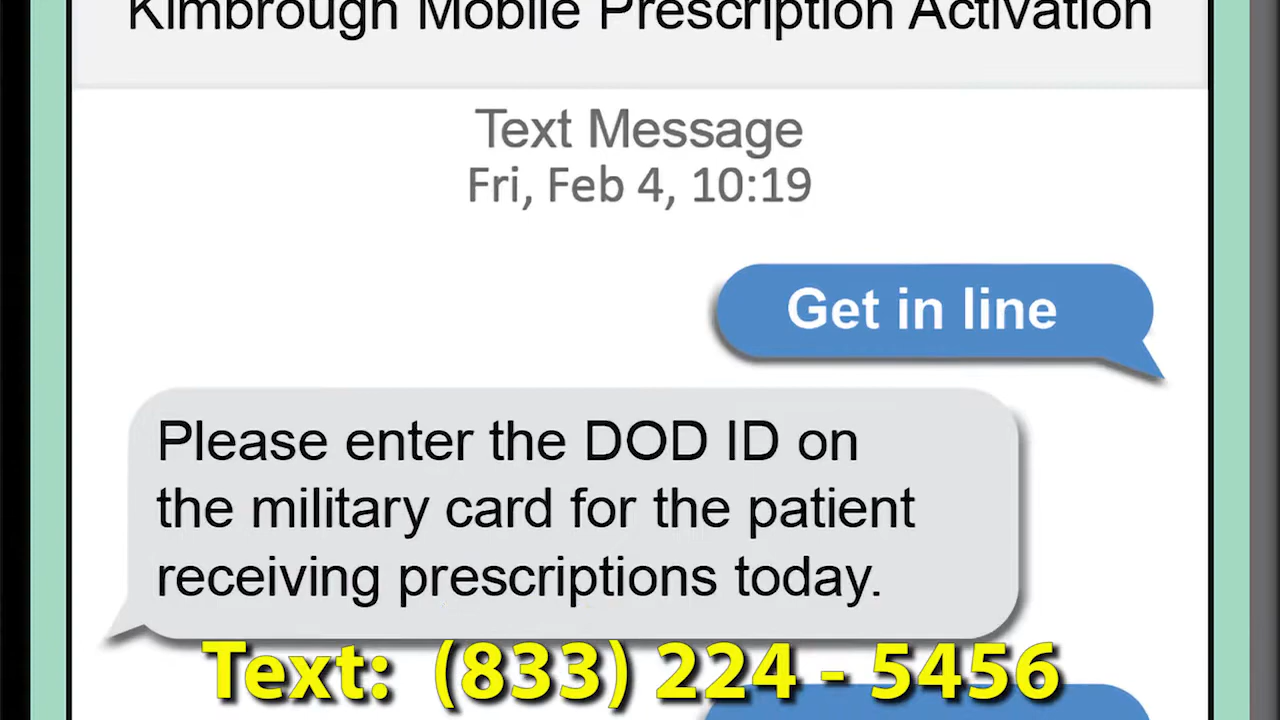 Kimbrough Mobile Prescription Activation
Text Message
Fri, Feb 4, 10:19
Get in line
Please enter the DOD ID on
the military card for the patient
receiving prescriptions today.
Text: (833) 224 - 5456